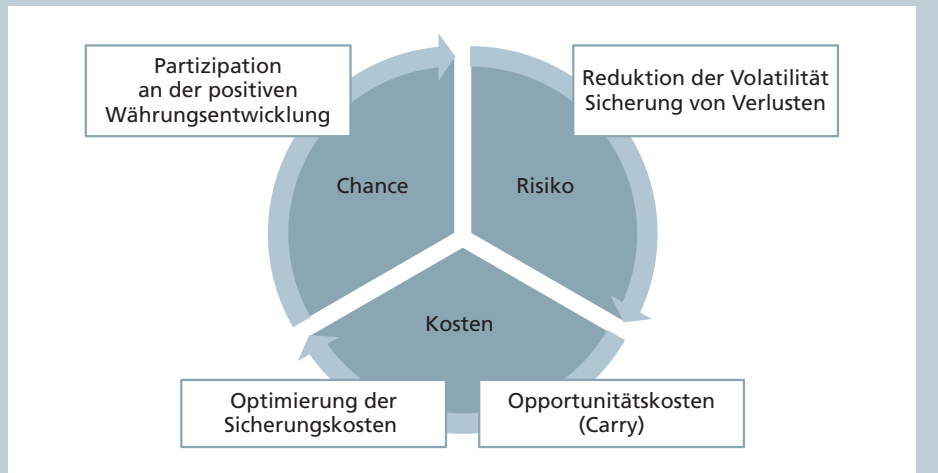 Partizipation
an der positiven
Währungsentwicklung
Reduktion der Volatilität
Sicherung von Verlusten
Chance
Risiko
Kosten
Optimierung der
Sicherungskosten
Opportunitätskosten
(Carry)